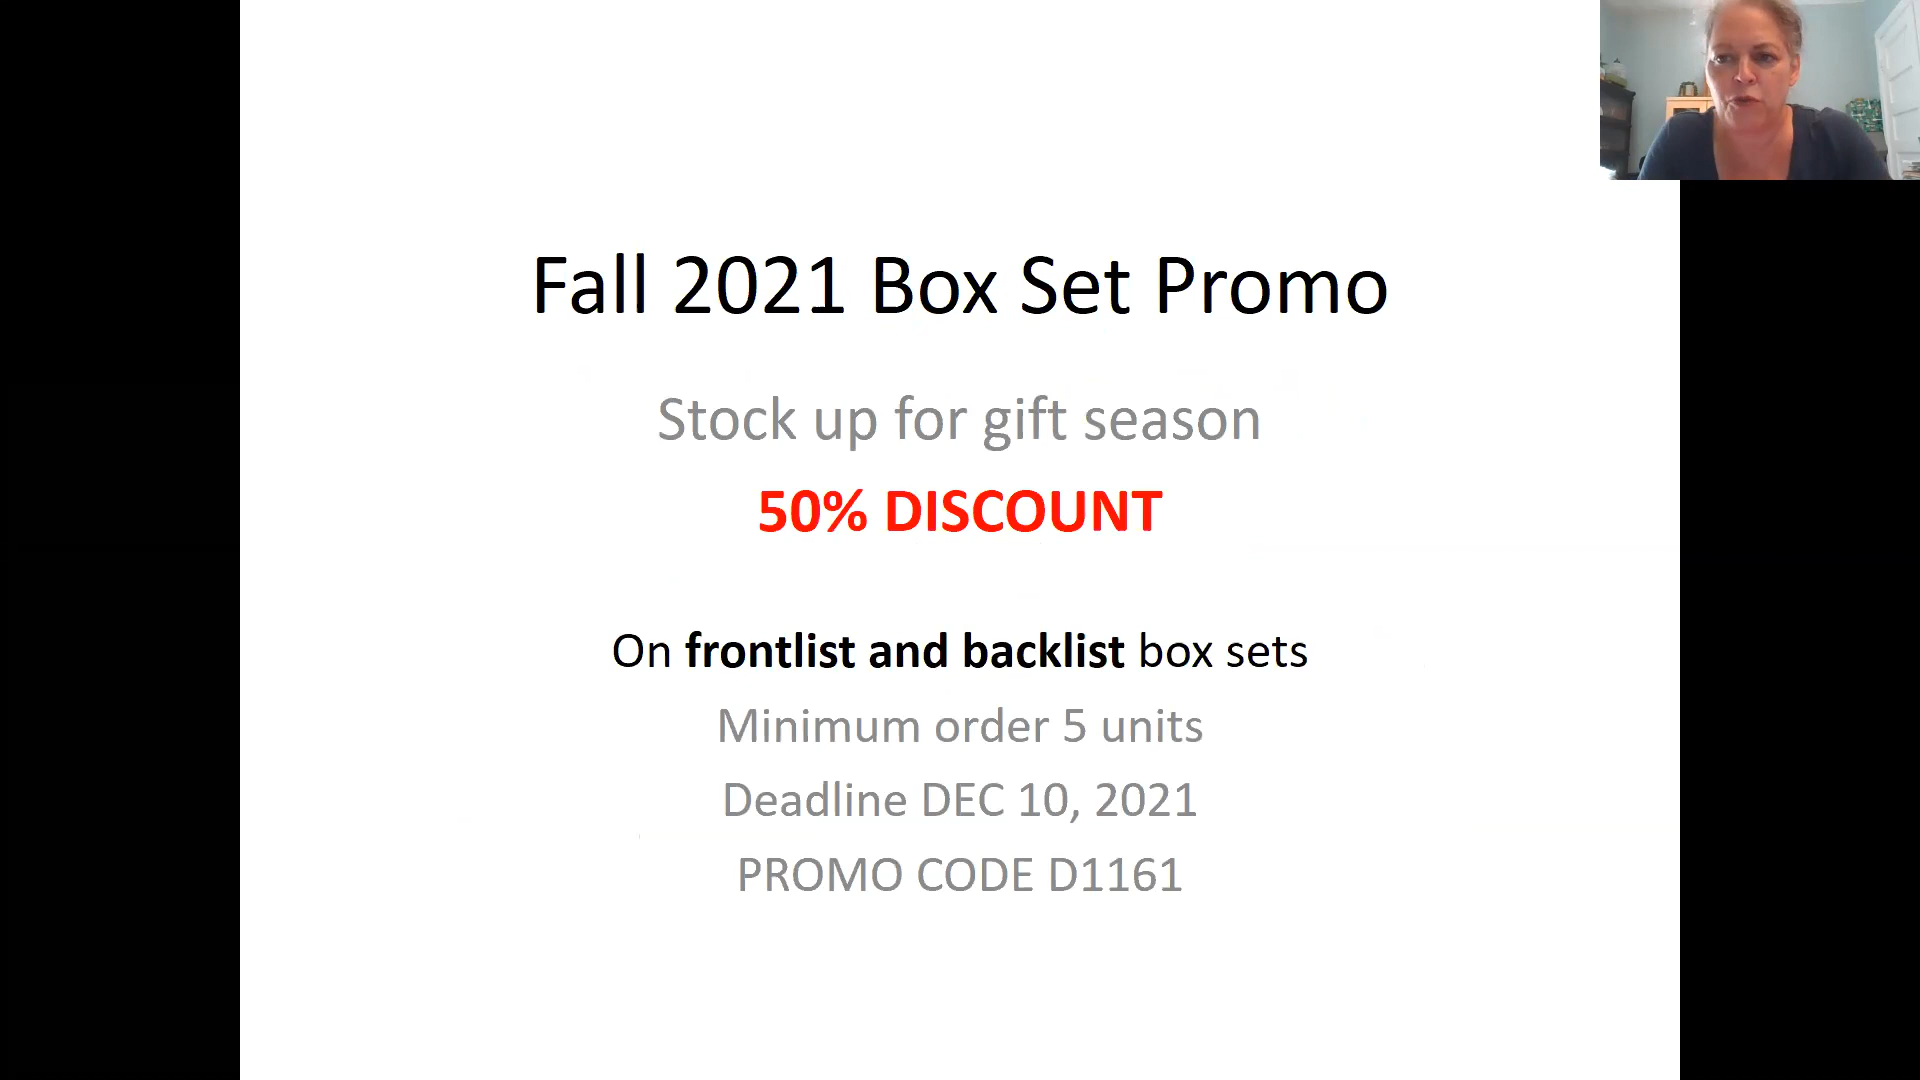 Fall 2021 Box Set Promo
Stock up for gift season
50% DISCOUNT
On frontlist and backlist box sets
Minimum order 5 units
Deadline DEC 10, 2021
PROMO CODE D1161